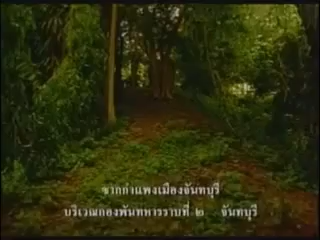 ซากกำแพงเมืองจันทบุรี
บริเวณกองพันทหารราบที่ ๒ จันทบุรี